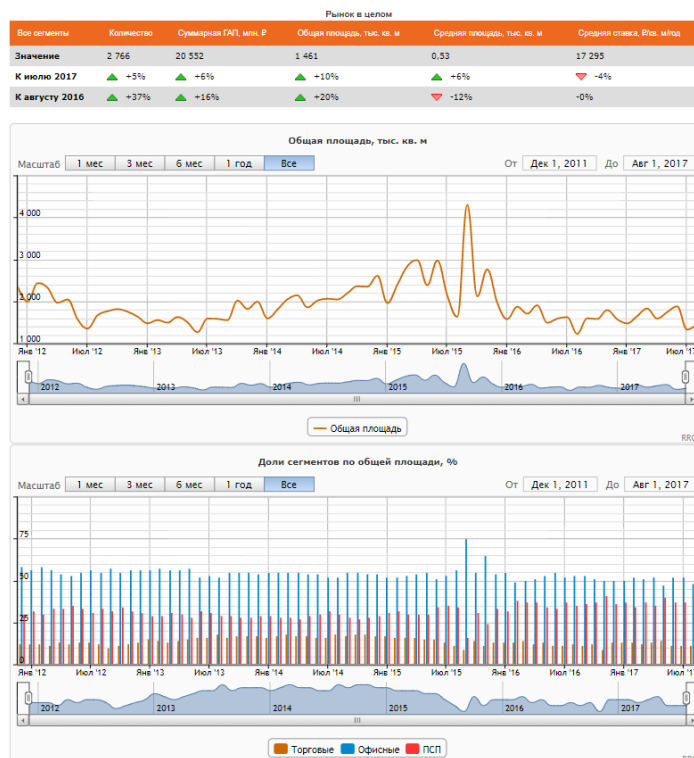 Рынок в целом
Все сегменты Количество Суммарная ГАП, млн. ₽ Общая площадь, тыс. кв. м Средняя площадь, тыс. кв. м Средняя ставка, ₽/кв. м/год
Значение 2 766 20 552 1 461 0,53 17 295
К июлю 2017 +5% +6% +10% +6% -4%
К августу 2016 +37% +16% +20% -12% -0%
Общая площадь, тыс. кв. м
Масштаб 1 мес 3 мес 6 мес 1 год Все От Дек 1, 2011 До Авг 1, 2017
4 000
3 000
2 000
1 000
Янв '12 Июл '12 Янв '13 Июл '13 Янв '14 Июл '14 Янв '15 Июл '15 Янв '16 Июл '16 Янв '17 Июл '17
2012 2013 2014 2015 2016 2017
Общая площадь
RRG
Доли сегментов по общей площади, %
Масштаб 1 мес 3 мес 6 мес 1 год Все От Дек 1, 2011 До Авг 1, 2017
75
50
25
0
Янв '12 Июл '12 Янв '13 Июл '13 Янв '14 Июл '14 Янв '15 Июл '15 Янв '16 Июл '16 Янв '17 Июл '17
2012 2013 2014 2015 2016 2017
Торговые Офисные ПСП